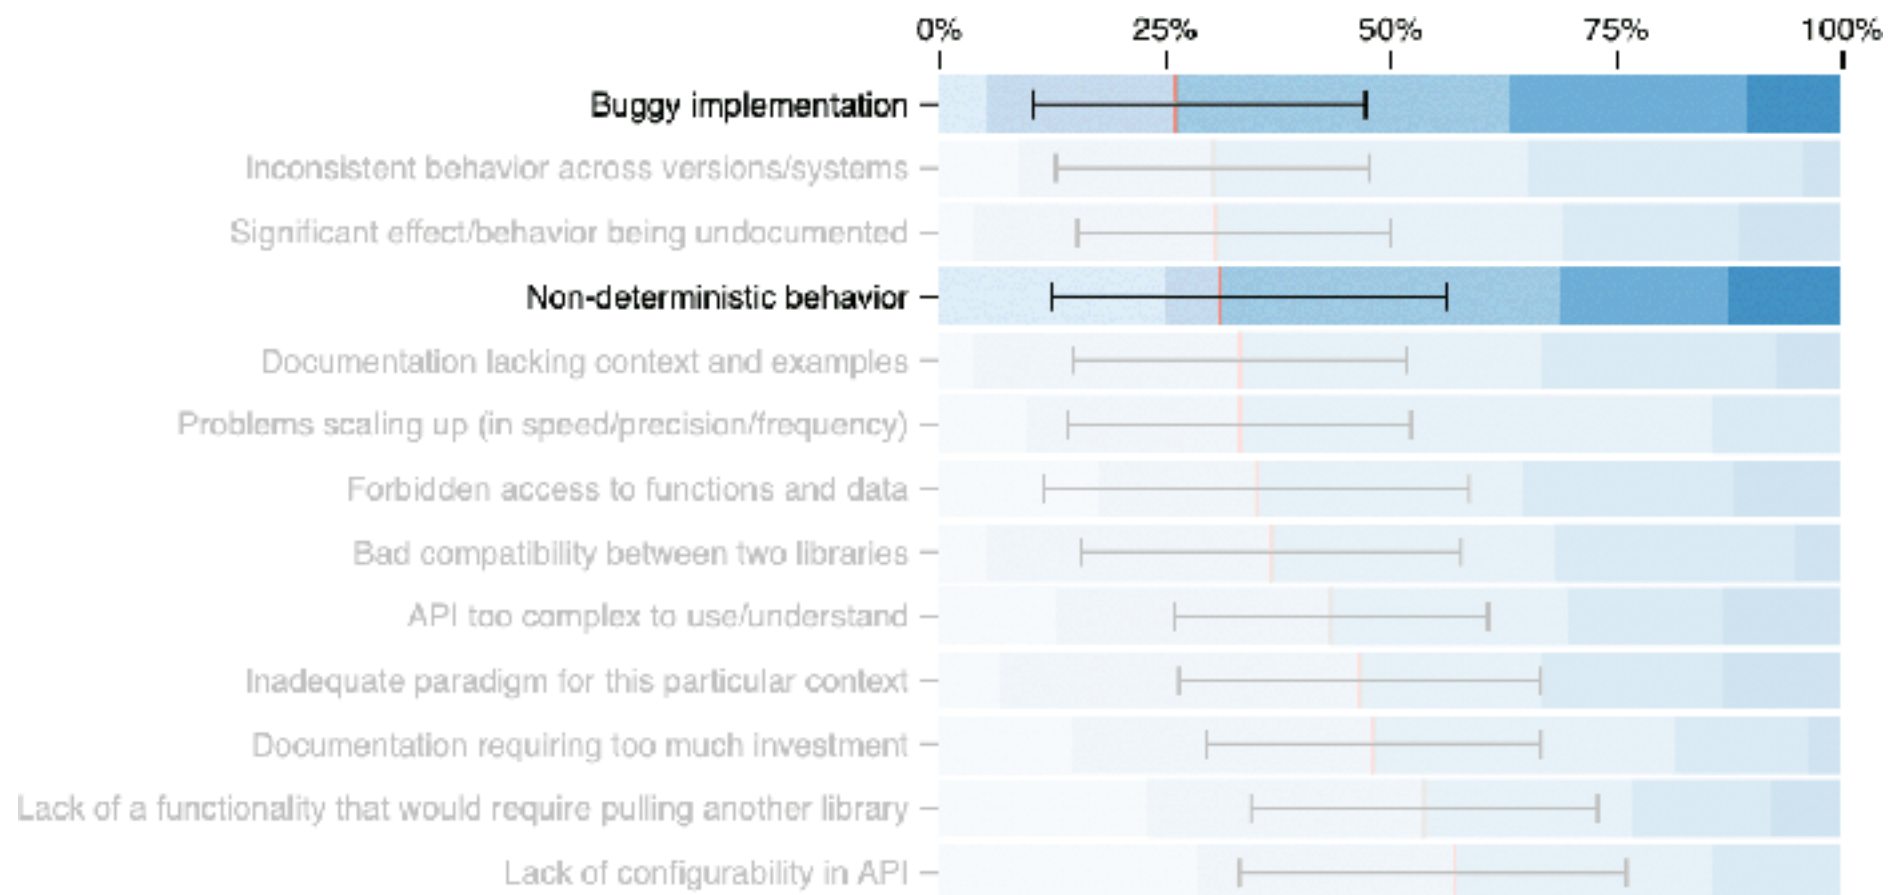 0% 25% 50% 75% 100%
Buggy implementation
Inconsistent behavior across versions/systems
Significant effect/behavior being undocumented
Non-deterministic behavior
Documentation lacking context and examples
Problems scaling up (in speed/precision/frequency)
Forbidden access to functions and data
Bad compatibility between two libraries
API too complex to use/understand
Inadequate paradigm for this particular context
Documentation requiring too much investment
Lack of a functionality that would require pulling another library
Lack of configurability in API